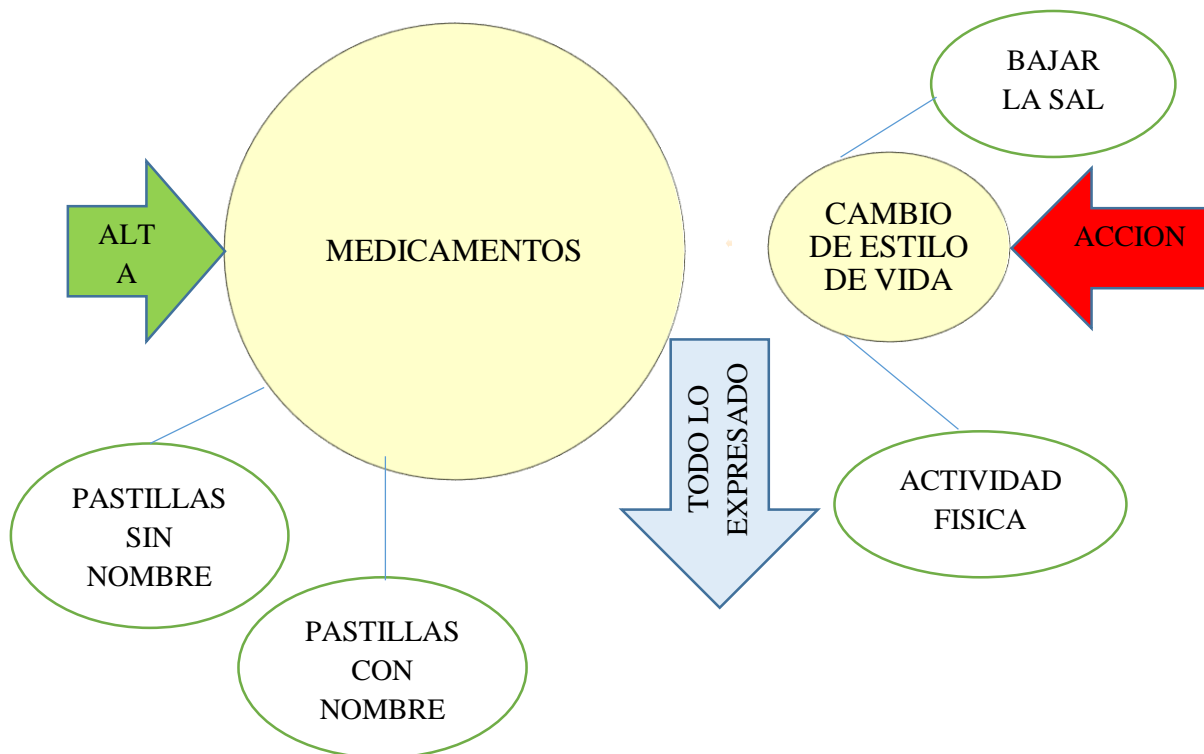 BAJAR
LA SAL
ALT
A
MEDICAMENTOS
CAMBIO
DE ESTILO
DE VIDA
ACCION
TODO LO
EXPRESADO
PASTILLAS
SIN
NOMBRE
ACTIVIDAD
FISICA
PASTILLAS
CON
NOMBRE